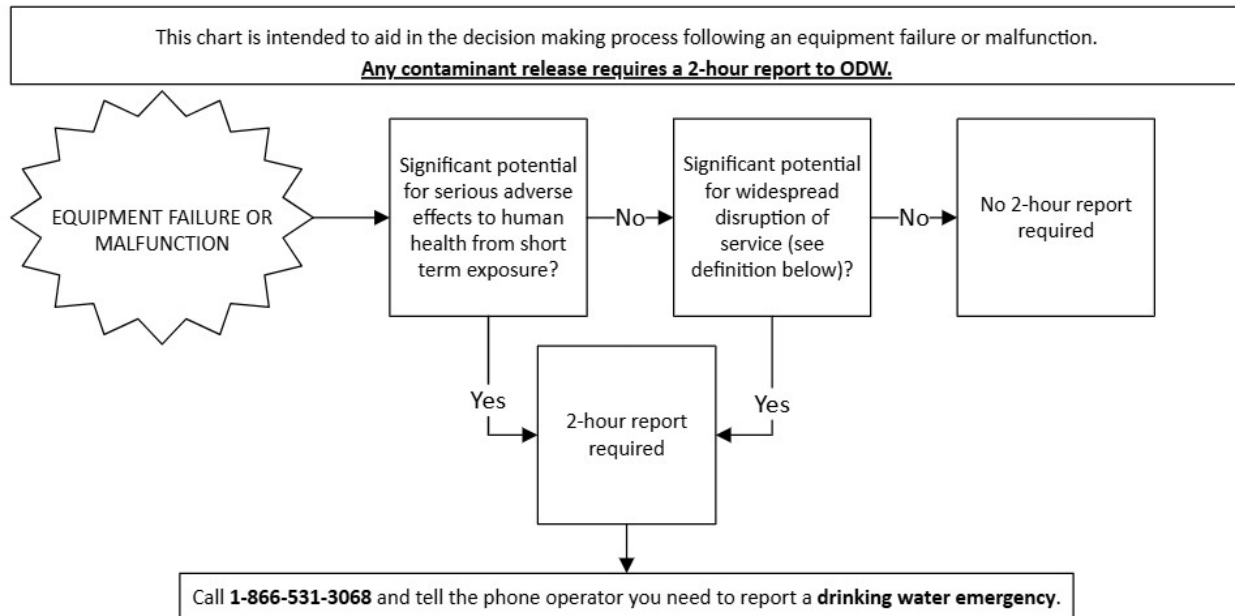 This chart is intended to aid in the decision making process following an equipment failure or malfunction.
Any contaminant release requires a 2-hour report to ODW.
EQUIPMENT FAILURE OR
MALFUNCTION
Significant potential
for serious adverse
effects to human
health from short
term exposure?
No
Significant potential
for widespread
disruption of
service (see
definition below)?
No
No 2-hour report
required
Yes
2-hour report
required
Yes
Call 1-866-531-3068 and tell the phone operator you need to report a drinking water emergency.